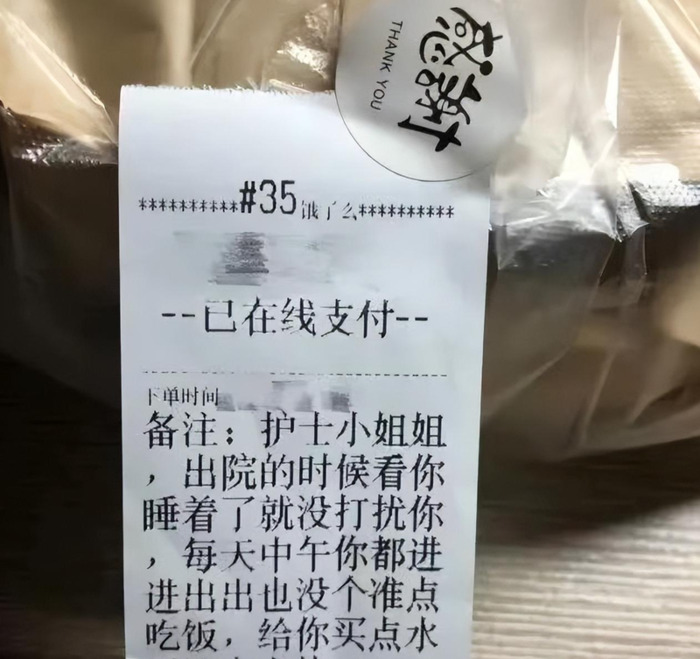 感謝
THANK YOU
**********#35饿了么**********
--已在线支付--
下单时间
备注：护士小姐姐
，出院的时候看你
睡着了就没打扰你
，每天中午你都进
进出出也没个准点
吃饭，给你买点水